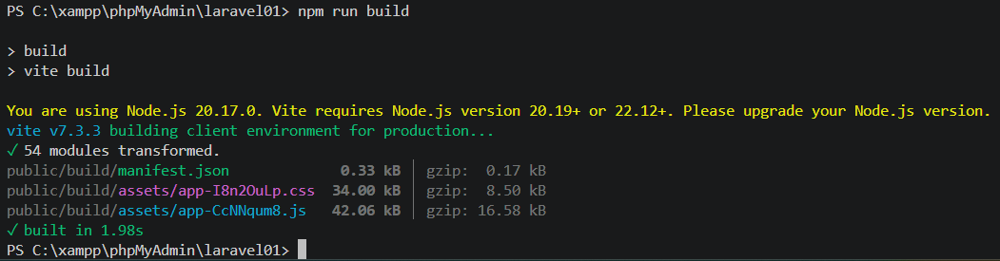 PS C:\xampp\phpMyAdmin\laravel01> npm run build
> build
> vite build
You are using Node.js 20.17.0. Vite requires Node.js version 20.19+ or 22.12+. Please upgrade your Node.js version.
vite v7.3.3 building client environment for production...
✓ 54 modules transformed.
public/build/manifest.json 0.33 kB │ gzip: 0.17 kB
public/build/assets/app-I8n2OuLp.css 34.00 kB │ gzip: 8.50 kB
public/build/assets/app-CcNNqum8.js 42.06 kB │ gzip: 16.58 kB
✓ built in 1.98s
PS C:\xampp\phpMyAdmin\laravel01>